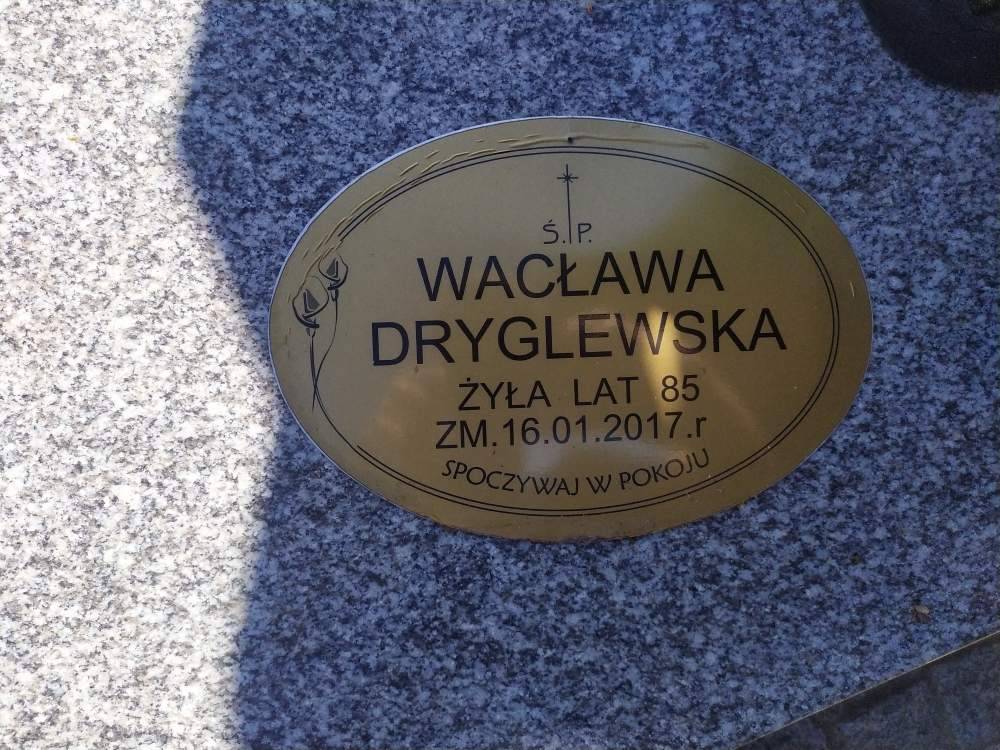 Ś. P.
WACŁAWA
DRYGLEWSKA
ŻYŁA LAT 85
ZM.16.01.2017.r
SPOCZYWAJ W POKOJU